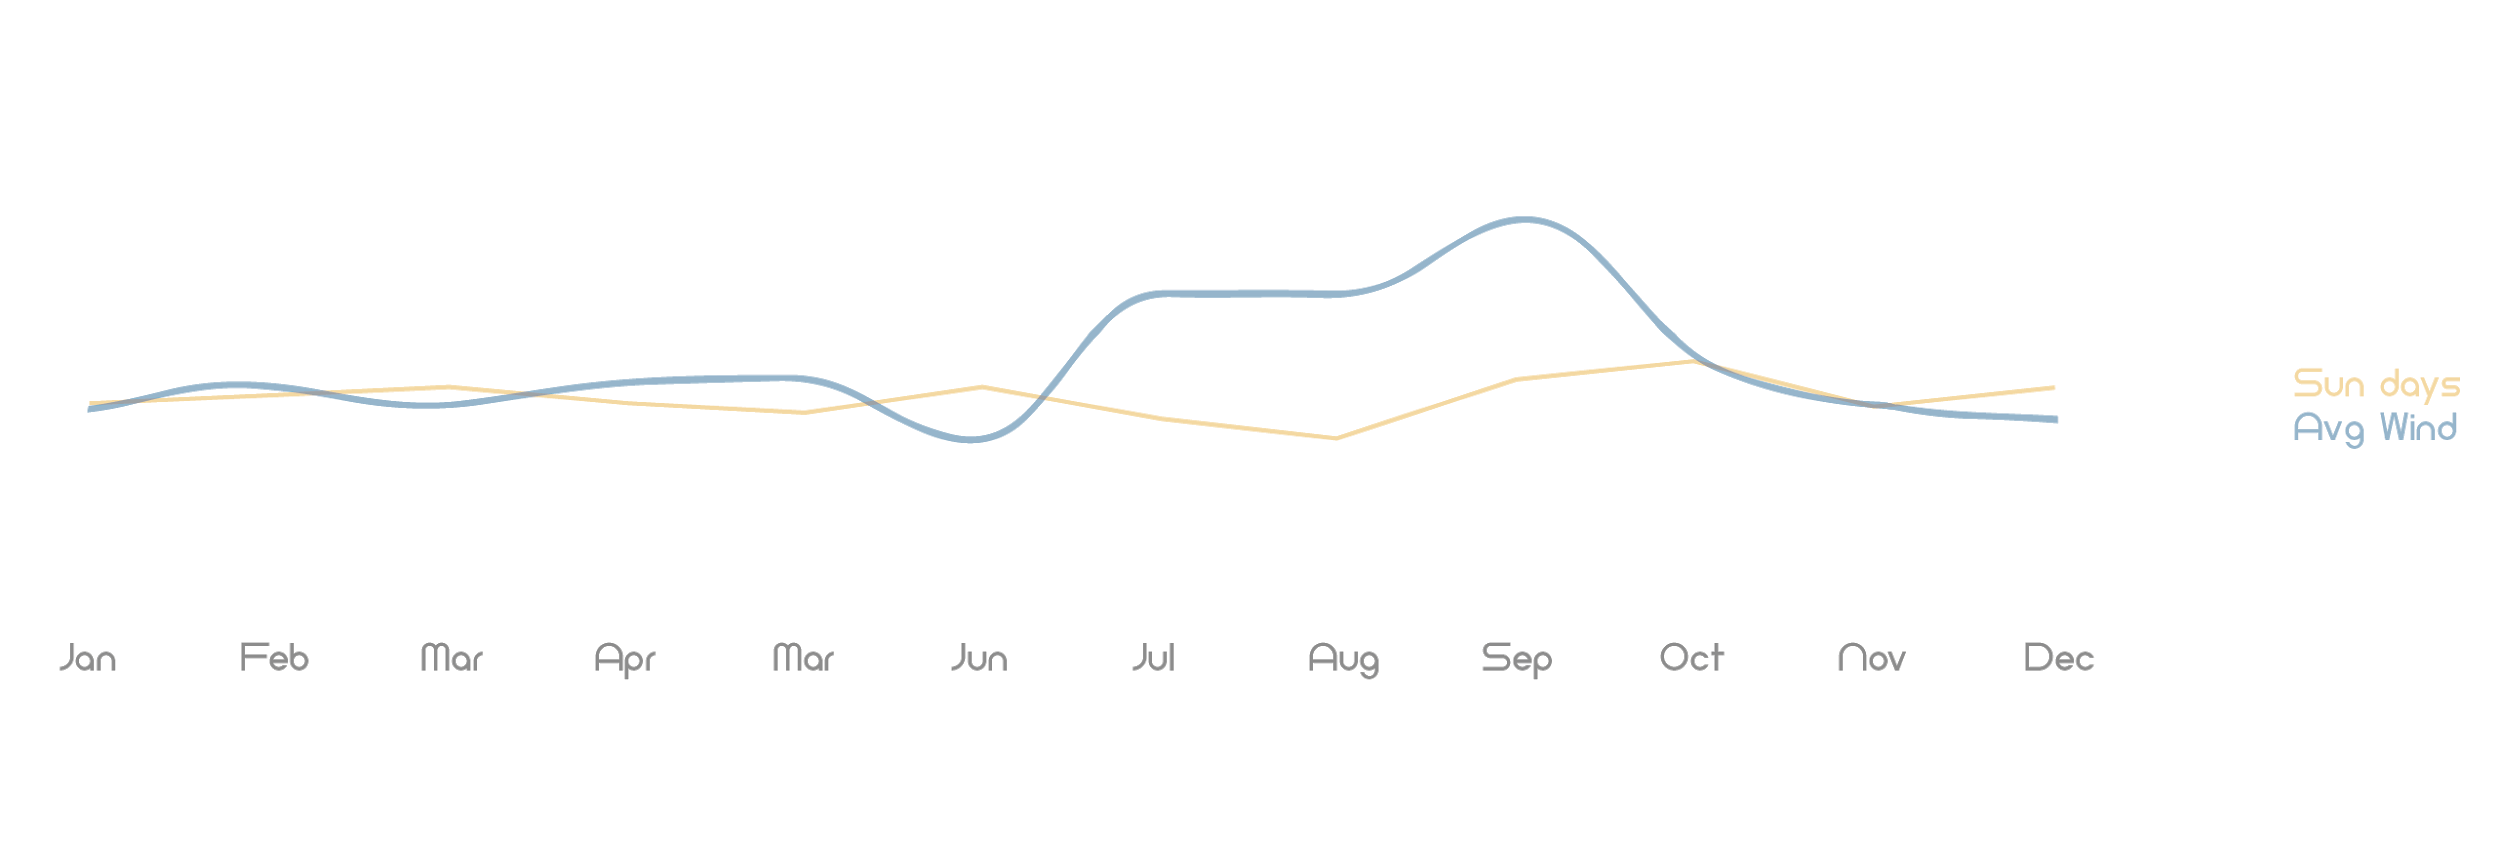 Sun days
Avg Wind
Jan Feb Mar Apr Mar Jun Jul Aug Sep Oct Nov Dec